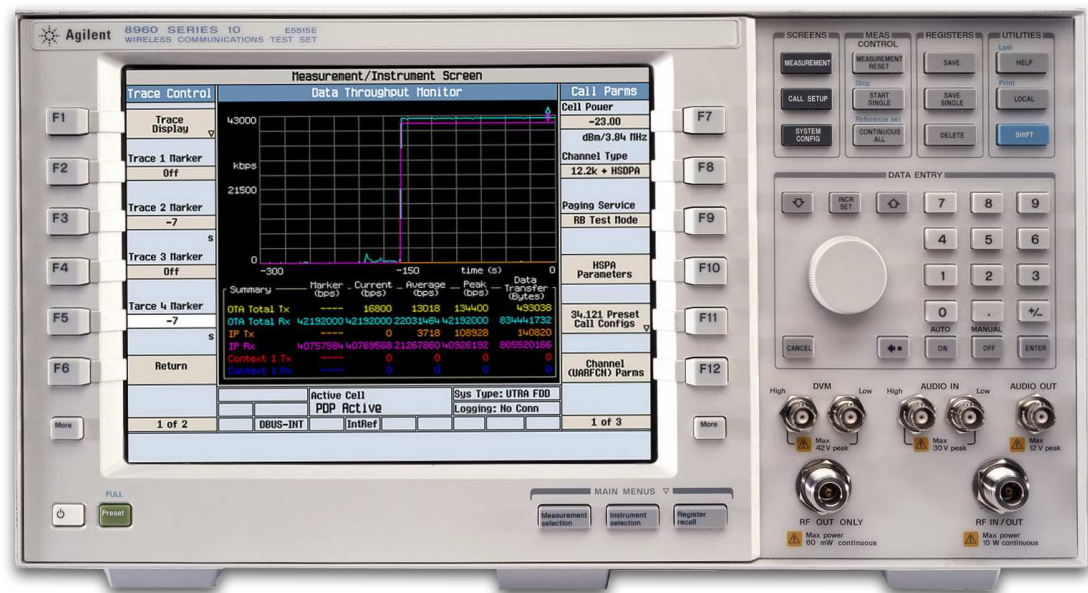 Agilent 8960 SERIES 10 E5515E
WIRELESS COMMUNICATIONS TEST SET
Measurement/Instrument Screen
Trace Control
Data Throughput Monitor
Call Parms
F1
Trace
Display
F2
Trace 1 Marker
Off
F3
Trace 2 Marker
-7
s
F4
Trace 3 Marker
Off
F5
Tarce 4 Marker
-7
s
F6
Return
More
1 of 2
43000
kbps
21500
0
-300 -150 time (s) 0
Summary Marker (bps) Current (bps) Average (bps) Peak (bps) Data Transfer (Bytes)
OTA Total Tx ---- 16800 13018 134400 493038
OTA Total Rx 42192000 42192000 22031464 42192000 834441732
IP Tx ---- 0 3718 108928 140820
IP Rx 40757584 40769568 21267860 40926192 805520166
Context 1 Tx ---- 0 0 0 0
Context 1 Rx ---- 0 0 0 0
Active Cell
PDP Active
Sys Type: UTRA FDD
Logging: No Conn
DBUS-INT
IntRef
F7
Cell Power
-23.00
dBm/3.84 MHz
F8
Channel Type
12.2k + HSDPA
F9
Paging Service
RB Test Mode
F10
HSPA
Parameters
F11
34.121 Preset
Call Configs
F12
Channel
(UARFCN) Parms
More
1 of 3
FULL
Preset
MAIN MENUS
Measurement
selection
Instrument
selection
Register
recall
SCREENS
MEASUREMENT
CALL SETUP
SYSTEM
CONFIG
MEAS
CONTROL
MEASUREMENT
RESET
Stop
START
SINGLE
Reference set
CONTINUOUS
ALL
REGISTERS
SAVE
SAVE
SINGLE
DELETE
UTILITIES
Last
HELP
Print
LOCAL
SHIFT
DATA ENTRY
INCR
SET
7 8 9
4 5 6
1 2 3
0 . +/-
AUTO MANUAL
CANCEL
ON OFF ENTER
DVM
High Low
Max
42 V peak
AUDIO IN
High Low
Max
30 V peak
AUDIO OUT
Max
12 V peak
RF OUT ONLY
Max power
60 mW continuous
RF IN/OUT
Max power
10 W continuous